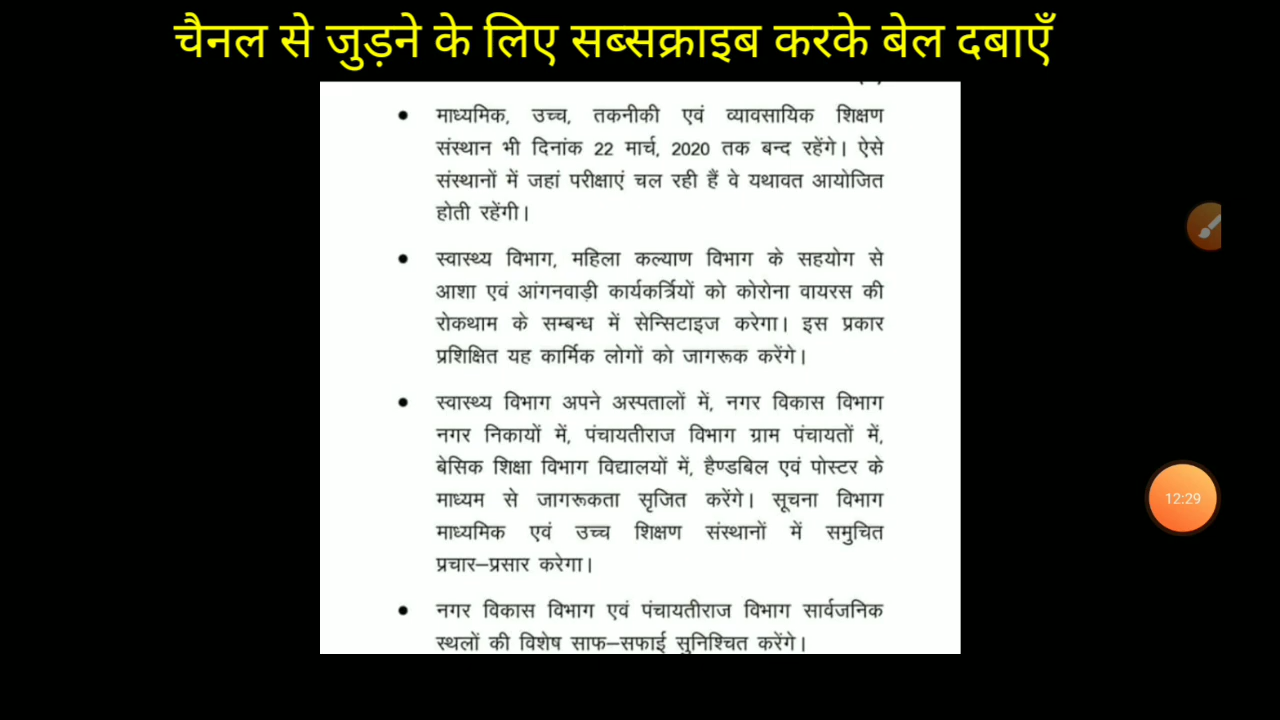 चैनल से जुड़ने के लिए सब्सक्राइब करके बेल दबाएँ
• माध्यमिक, उच्च, तकनीकी एवं व्यावसायिक शिक्षण
संस्थान भी दिनांक 22 मार्च, 2020 तक बन्द रहेंगे। ऐसे
संस्थानों में जहां परीक्षाएं चल रही हैं वे यथावत आयोजित
होती रहेंगी।
• स्वास्थ्य विभाग, महिला कल्याण विभाग के सहयोग से
आशा एवं आंगनवाड़ी कार्यकर्त्रियों को कोरोना वायरस की
रोकथाम के सम्बन्ध में सेन्सिटाइज करेगा। इस प्रकार
प्रशिक्षित यह कार्मिक लोगों को जागरूक करेंगे।
• स्वास्थ्य विभाग अपने अस्पतालों में, नगर विकास विभाग
नगर निकायों में, पंचायतीराज विभाग ग्राम पंचायतों में,
बेसिक शिक्षा विभाग विद्यालयों में, हैण्डबिल एवं पोस्टर के
माध्यम से जागरूकता सृजित करेंगे। सूचना विभाग
माध्यमिक एवं उच्च शिक्षण संस्थानों में समुचित
प्रचार–प्रसार करेगा।
• नगर विकास विभाग एवं पंचायतीराज विभाग सार्वजनिक
स्थलों की विशेष साफ–सफाई सुनिश्चित करेंगे।
12:29